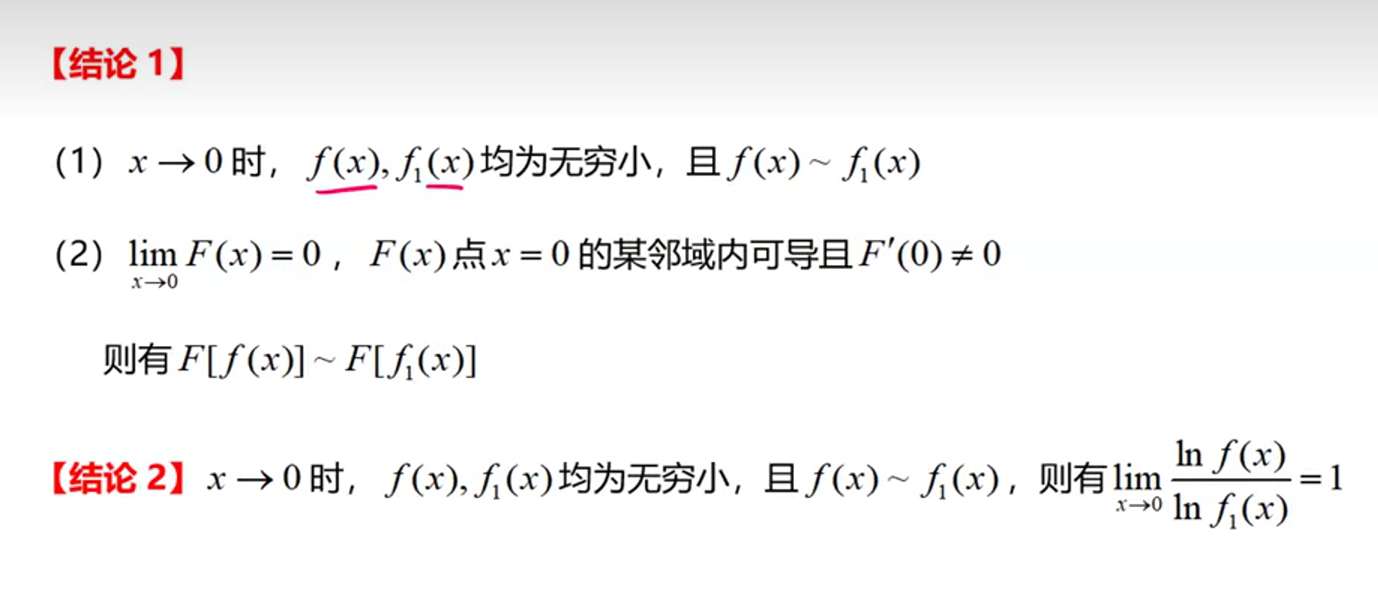 【结论 1】
(1) x → 0 时， f(x), f₁(x) 均为无穷小，且 f(x) ~ f₁(x)
(2) lim_{x→0} F(x) = 0 ， F(x) 点 x = 0 的某邻域内可导且 F′(0) ≠ 0
则有 F[f(x)] ~ F[f₁(x)]
【结论 2】 x → 0 时， f(x), f₁(x) 均为无穷小，且 f(x) ~ f₁(x) ，则有 lim_{x→0} ln f(x) / ln f₁(x) = 1